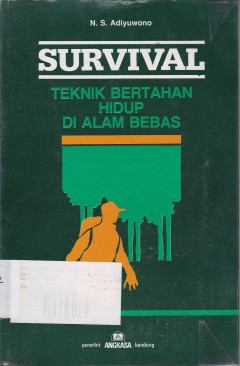 N. S. Adiyuwono
SURVIVAL
TEKNIK BERTAHAN
HIDUP
DI ALAM BEBAS
penerbit ANGKASA bandung